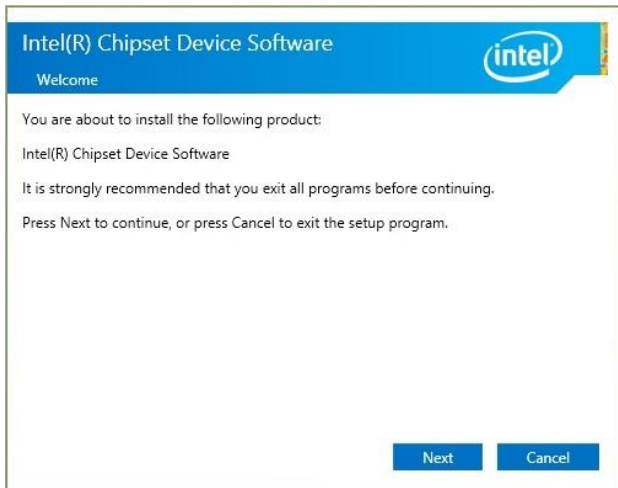 Intel(R) Chipset Device Software
intel
Welcome
You are about to install the following product:
Intel(R) Chipset Device Software
It is strongly recommended that you exit all programs before continuing.
Press Next to continue, or press Cancel to exit the setup program.
Next Cancel